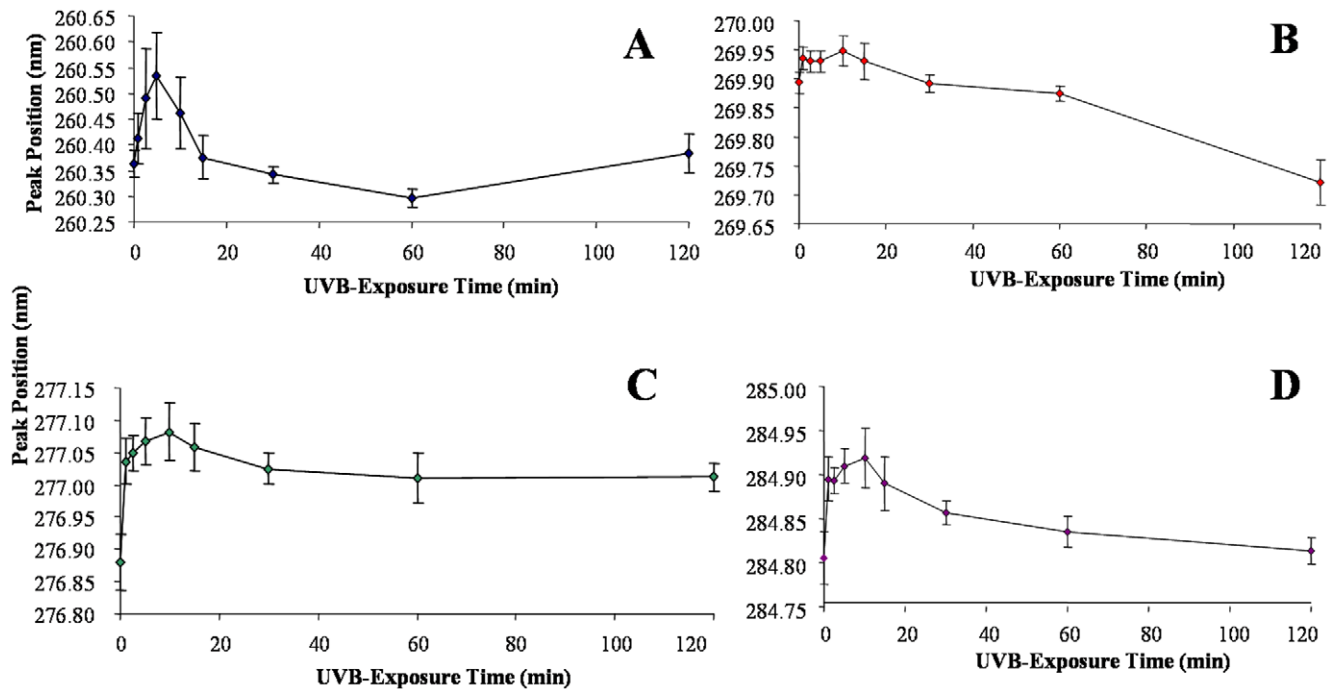 A
Peak Position (nm)
260.65
260.60
260.55
260.50
260.45
260.40
260.35
260.30
260.25
0 20 40 60 80 100 120
UVB-Exposure Time (min)
B
270.00
269.95
269.90
269.85
269.80
269.75
269.70
269.65
0 20 40 60 80 100 120
UVB-Exposure Time (min)
C
Peak Position (nm)
277.15
277.10
277.05
277.00
276.95
276.90
276.85
276.80
0 20 40 60 80 100 120
UVB-Exposure Time (min)
D
285.00
284.95
284.90
284.85
284.80
284.75
0 20 40 60 80 100 120
UVB-Exposure Time (min)